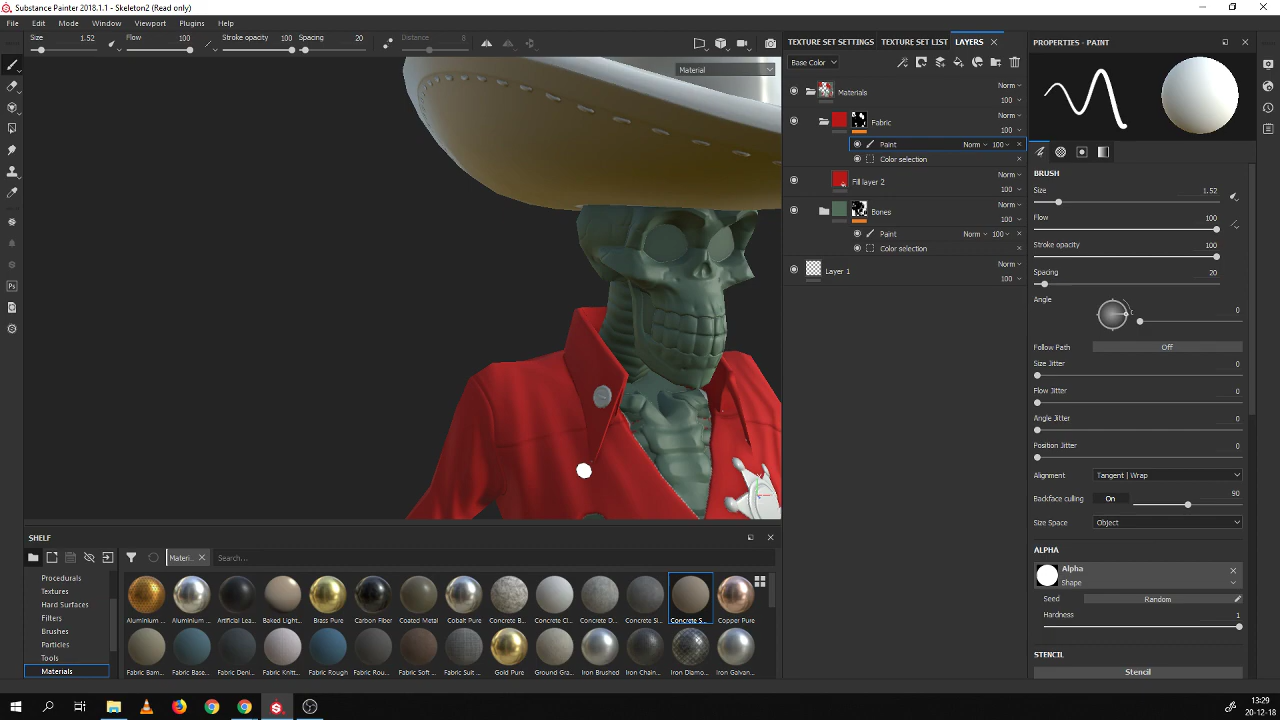 Substance Painter 2018.1.1 - Skeleton2 (Read only)
File Edit Mode Window Viewport Plugins Help
Size 1.52 Flow 100 Stroke opacity 100 Spacing 20 Distance 8
Material
TEXTURE SET SETTINGS TEXTURE SET LIST LAYERS
Base Color
Materials Norm 100
Fabric Norm 100
Paint Norm 100
Color selection
Fill layer 2 Norm 100
Bones Norm 100
Paint Norm 100
Color selection
Layer 1 Norm 100
PROPERTIES - PAINT
BRUSH
Size 1.52
Flow 100
Stroke opacity 100
Spacing 20
Angle 0
Follow Path Off
Size Jitter 0
Flow Jitter 0
Angle Jitter 0
Position Jitter 0
Alignment Tangent | Wrap
Backface culling On 90
Size Space Object
ALPHA
Alpha
Shape
Seed Random
Hardness 1
STENCIL
Stencil
SHELF
Materi... Search...
Procedurals
Textures
Hard Surfaces
Filters
Brushes
Particles
Tools
Materials
Aluminium ... Aluminium ... Artificial Lea... Baked Light... Brass Pure Carbon Fiber Coated Metal Cobalt Pure Concrete B... Concrete Cl... Concrete D... Concrete Si... Concrete S... Copper Pure
Fabric Bam... Fabric Base... Fabric Deni... Fabric Knitt... Fabric Rough Fabric Rou... Fabric Soft ... Fabric Suit ... Gold Pure Ground Gra... Iron Brushed Iron Chain... Iron Diamo... Iron Galvan...
13:29
20-12-18